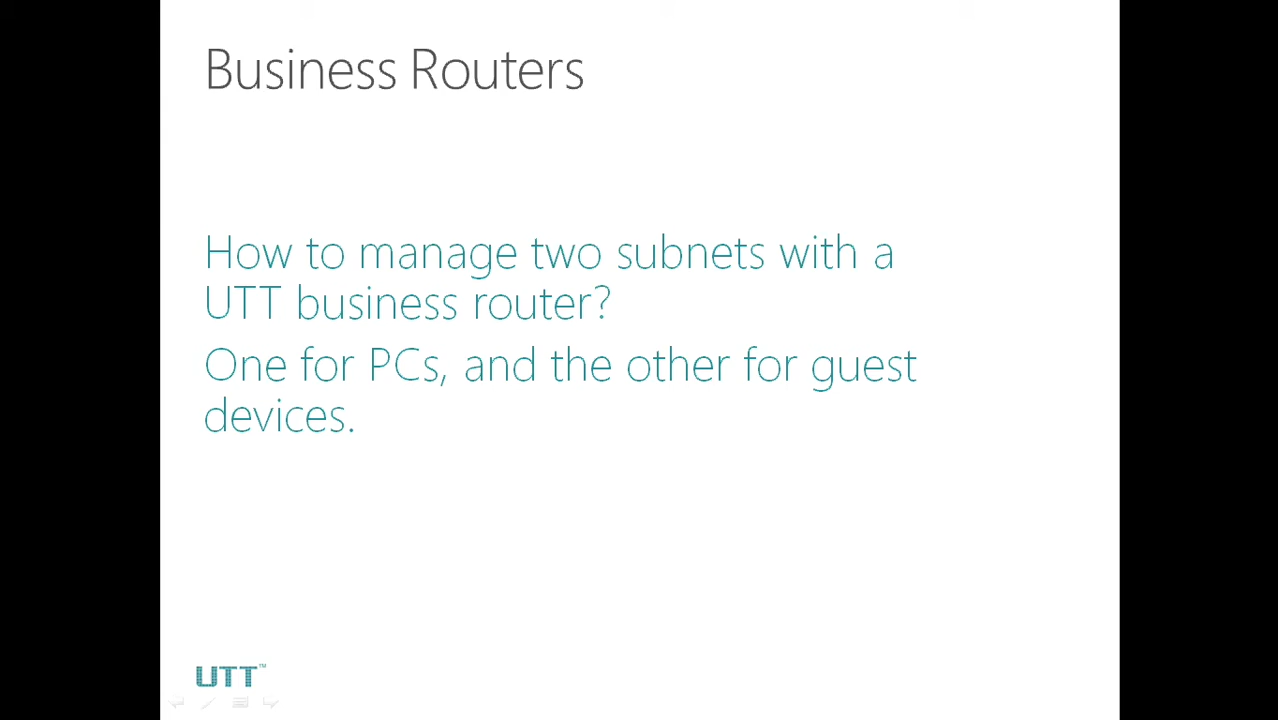 Business Routers
How to manage two subnets with a
UTT business router?
One for PCs, and the other for guest
devices.
UTT™